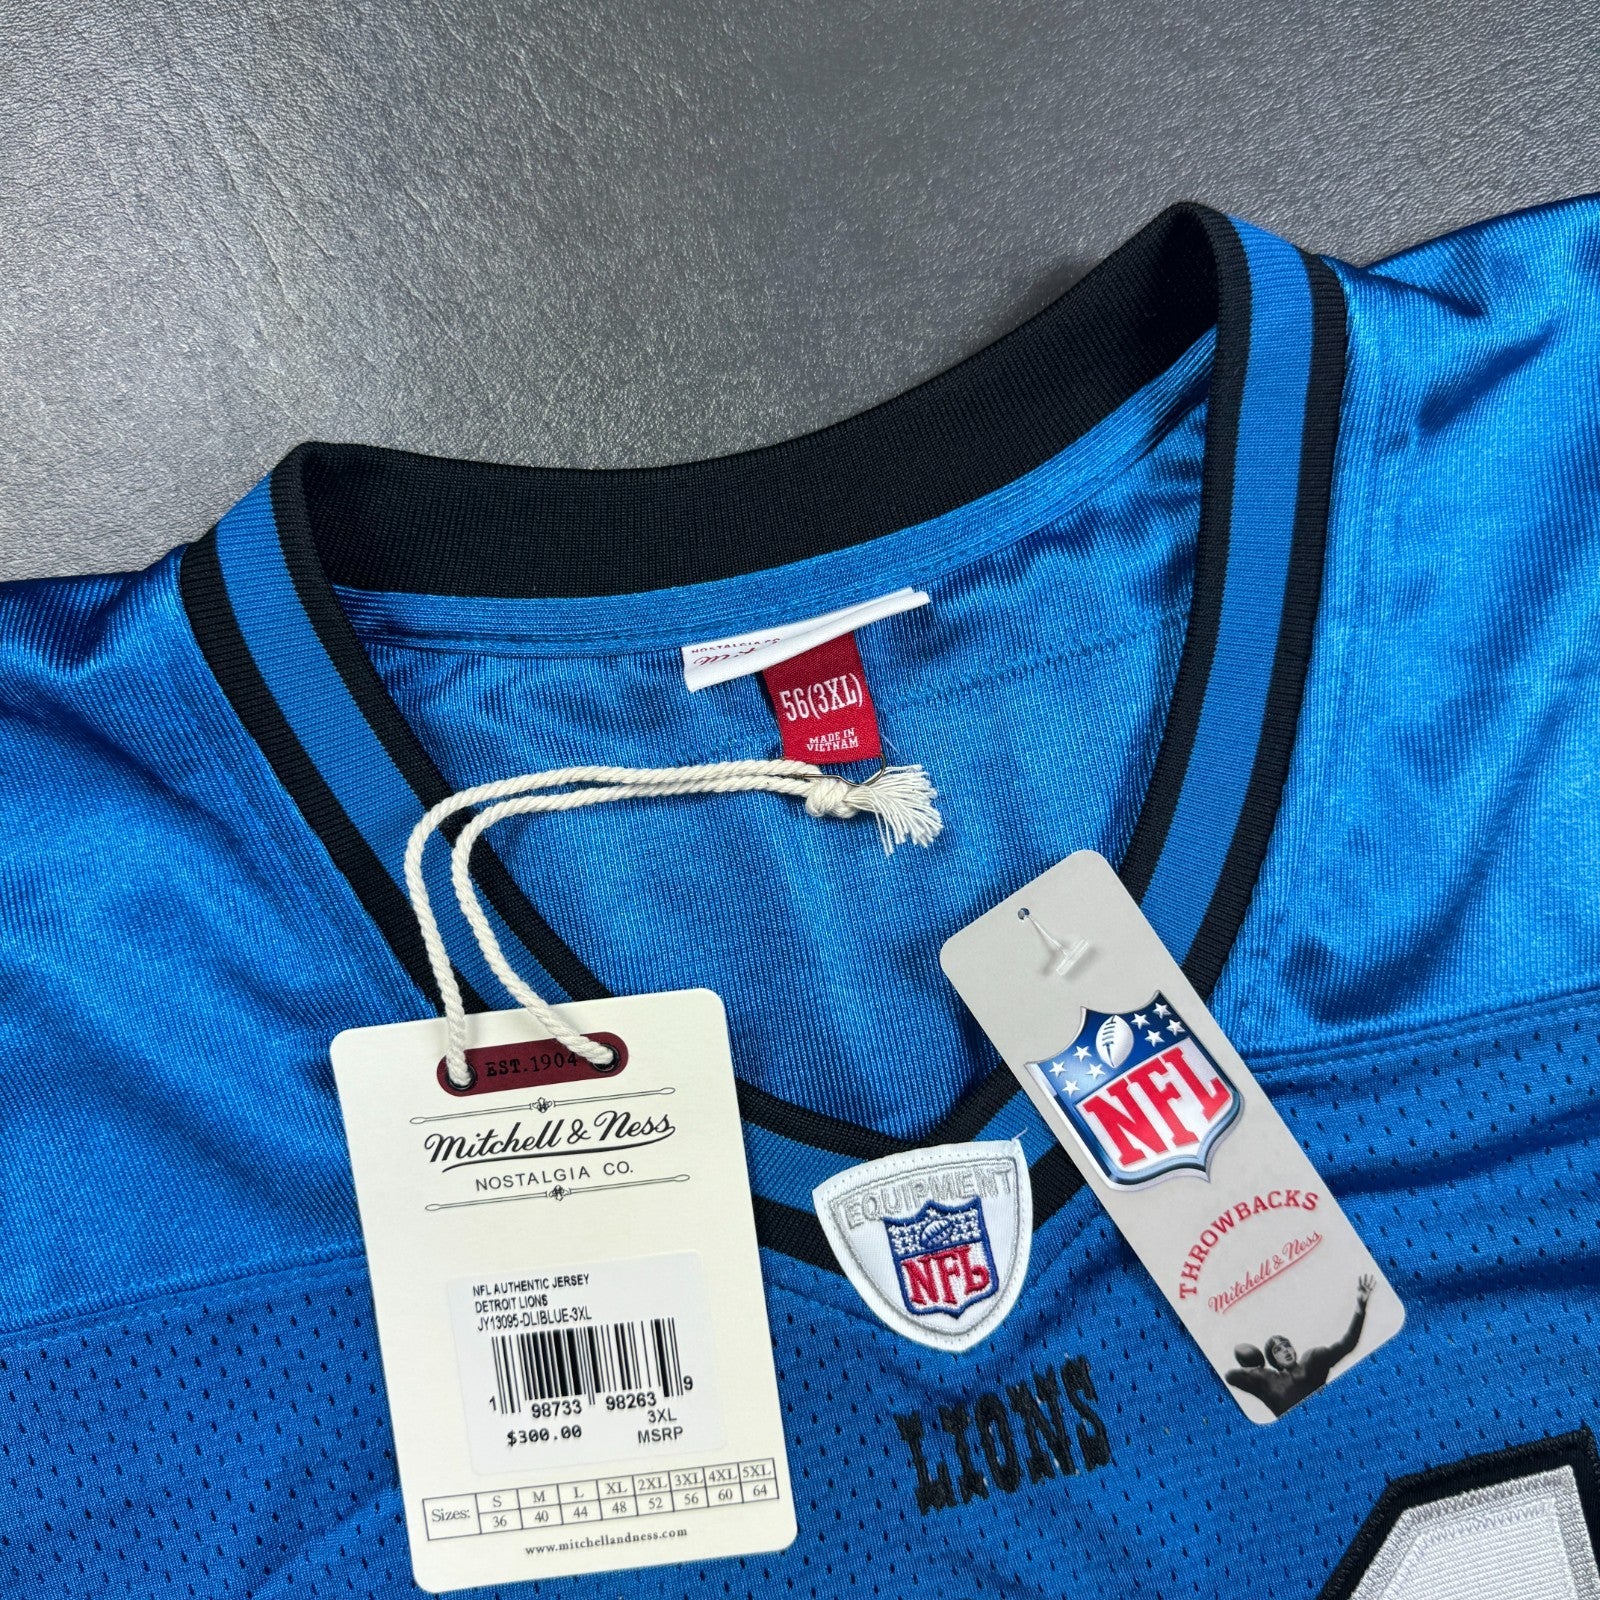 NOSTALGIA CO.
56(3XL)
MADE IN
VIETNAM
EST.1904
Mitchell & Ness
NOSTALGIA CO.
NFL AUTHENTIC JERSEY
DETROIT LIONS
JY13095-DLIBLUE-3XL
1 98733 98263 9
3XL
$300.00 MSRP
Sizes: S M L XL 2XL 3XL 4XL 5XL
36 40 44 48 52 56 60 64
www.mitchellandness.com
EQUIPMENT
NFL
LIONS
NFL
THROWBACKS
Mitchell & Ness